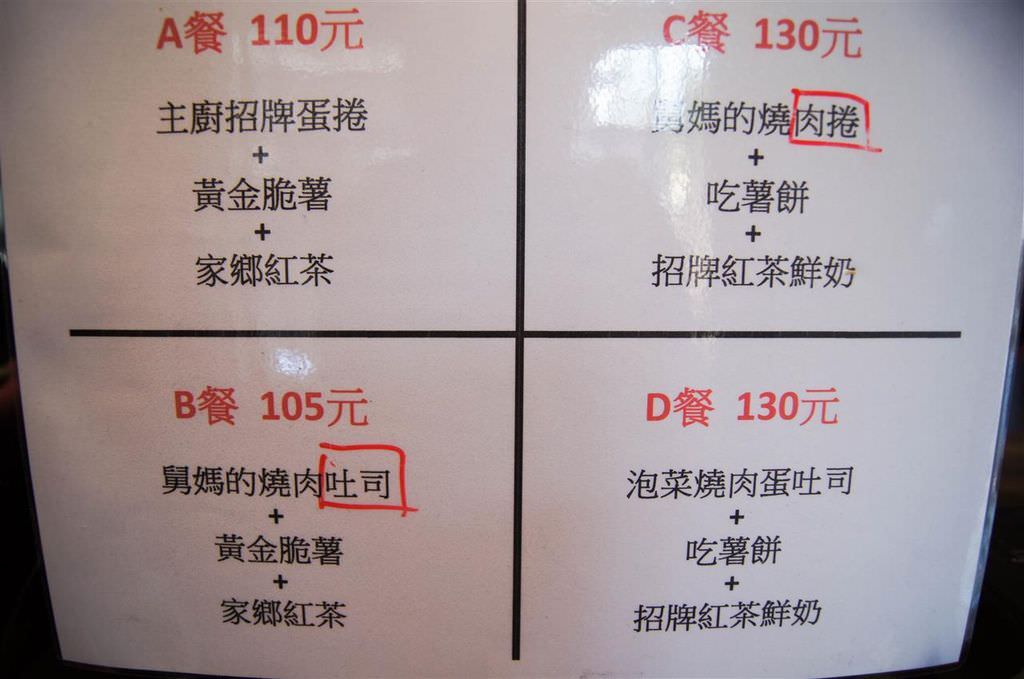 A餐 110元
主廚招牌蛋捲
+
黃金脆薯
+
家鄉紅茶
C餐 130元
舅媽的燒肉捲
+
吃薯餅
+
招牌紅茶鮮奶
B餐 105元
舅媽的燒肉吐司
+
黃金脆薯
+
家鄉紅茶
D餐 130元
泡菜燒肉蛋吐司
+
吃薯餅
+
招牌紅茶鮮奶